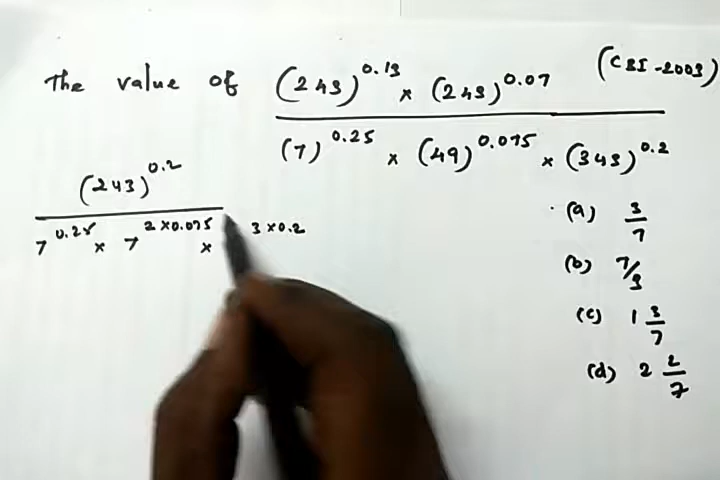 The value of (243)^0.13 × (243)^0.07 / (7)^0.25 × (49)^0.075 × (343)^0.2 (CBI-2003)
(243)^0.2 / 7^0.25 × 7^2×0.075 × ^3×0.2
(a) 3/7
(b) 7/3
(c) 1 3/7
(d) 2 2/7